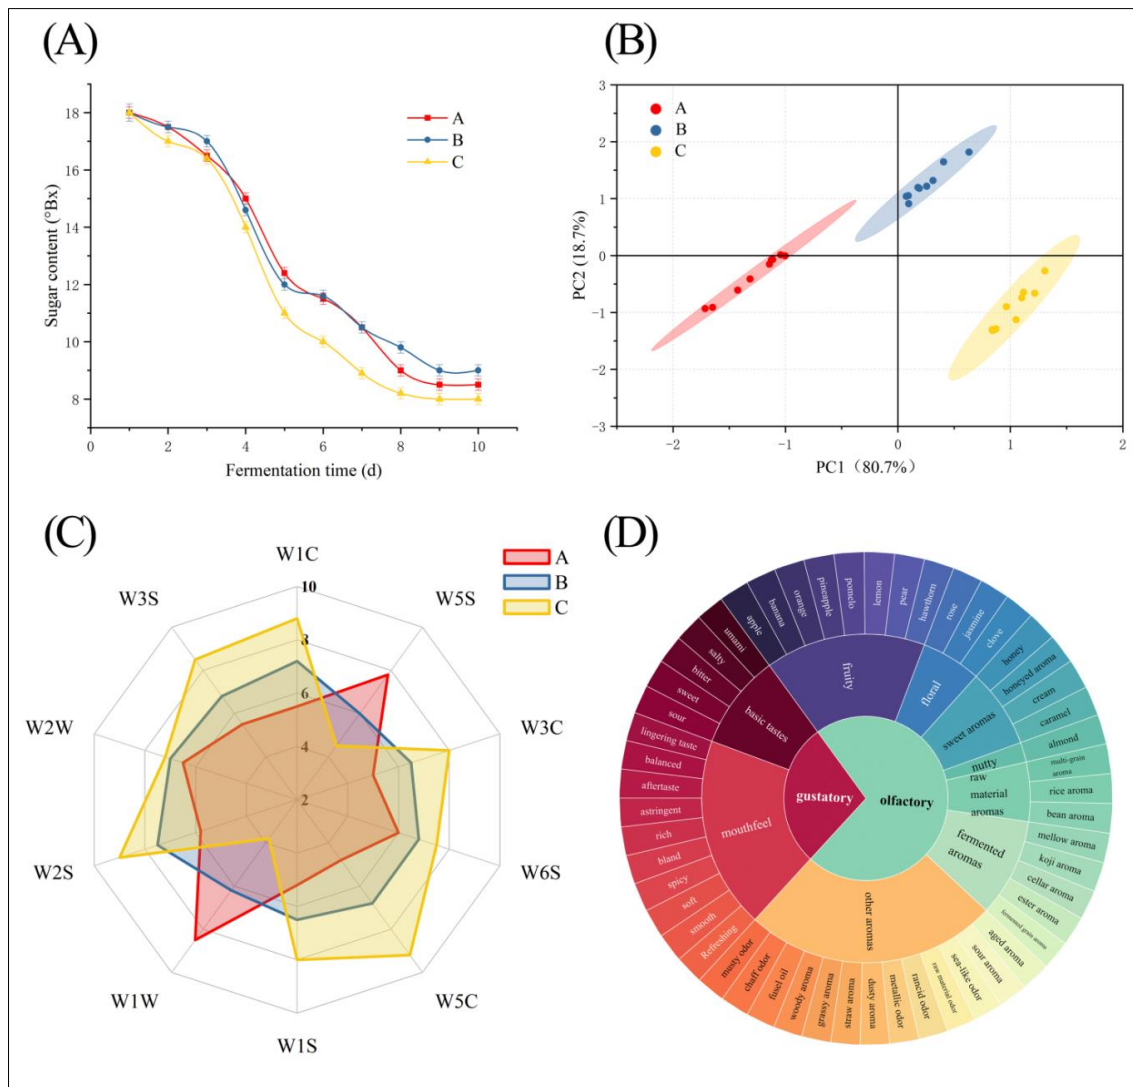 (A)
18
16
14
12
10
8
Sugar content (°Bx)
0
2
4
6
8
10
Fermentation time (d)
A
B
C
(B)
3
2
1
0
−1
−2
−3
PC2 (18.7%)
−2
−1
0
1
2
PC1（80.7%）
A
B
C
(C)
W1C
W5S
W3C
W6S
W5C
W1S
W1W
W2S
W2W
W3S
10
8
6
4
2
A
B
C
(D)
gustatory
olfactory
basic tastes
fruity
floral
sweet aromas
nutty
raw
material
aromas
fermented
aromas
other aromas
mouthfeel
umami
apple
banana
orange
pineapple
pomelo
lemon
pear
hawthorn
rose
jasmine
clove
honey
honeyed aroma
cream
caramel
almond
multi-grain
aroma
rice aroma
bean aroma
mellow aroma
koji aroma
cellar aroma
ester aroma
fermented grain aroma
aged aroma
sour aroma
sea-like odor
raw material odor
rancid odor
metallic odor
dusty aroma
straw aroma
grassy aroma
woody aroma
fusel oil
chaff odor
musty odor
Refreshing
smooth
soft
spicy
bland
rich
astringent
aftertaste
balanced
lingering taste
sour
sweet
bitter
salty